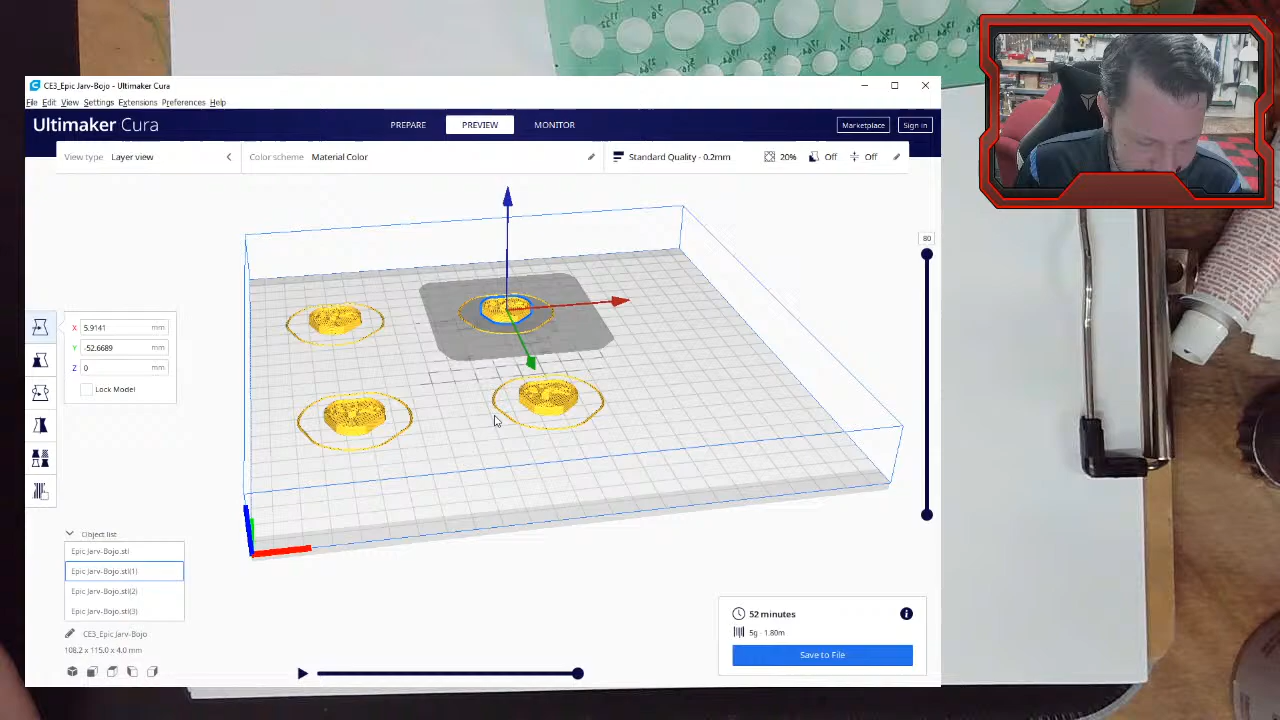 CE3_Epic Jarv-Bojo - Ultimaker Cura
File Edit View Settings Extensions Preferences Help
Ultimaker Cura
PREPARE
PREVIEW
MONITOR
Marketplace
Sign in
View type Layer view
Color scheme Material Color
Standard Quality - 0.2mm
20%
Off
Off
80
X 5.9141 mm
Y -52.6689 mm
Z 0 mm
Lock Model
Object list
Epic Jarv-Bojo.stl
Epic Jarv-Bojo.stl(1)
Epic Jarv-Bojo.stl(2)
Epic Jarv-Bojo.stl(3)
CE3_Epic Jarv-Bojo
108.2 x 115.0 x 4.0 mm
52 minutes
5g · 1.80m
Save to File